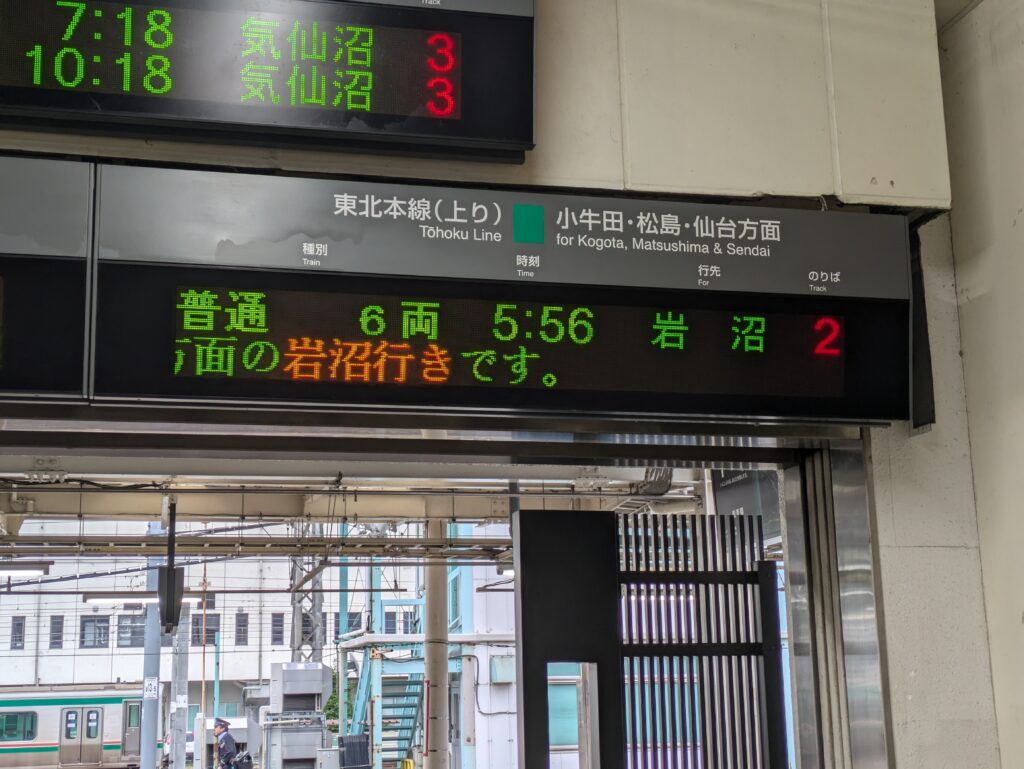 Track
7:18 気仙沼 3
10:18 気仙沼 3
東北本線(上り) 小牛田・松島・仙台方面
Tōhoku Line for Kogota, Matsushima & Sendai
種別 時刻 行先 のりば
Train Time For Track
普通 6両 5:56 岩沼 2
方面の岩沼行きです。